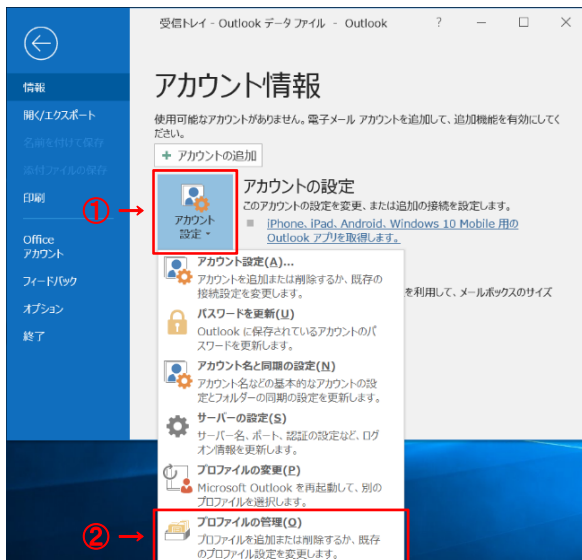 受信トレイ - Outlook データ ファイル - Outlook
?
情報
開く/エクスポート
名前を付けて保存
添付ファイルの保存
印刷
Office
アカウント
フィードバック
オプション
終了
アカウント情報
使用可能なアカウントがありません。電子メール アカウントを追加して、追加機能を有効にしてく
ださい。
+ アカウントの追加
① →
アカウント
設定
アカウントの設定
このアカウントの設定を変更、または追加の接続を設定します。
iPhone、iPad、Android、Windows 10 Mobile 用の
Outlook アプリを取得します。
アカウント設定(A)...
アカウントを追加または削除するか、既存の
接続設定を変更します。
を利用して、メールボックスのサイズ
パスワードを更新(U)
Outlook に保存されているアカウントのパ
スワードを更新します。
アカウント名と同期の設定(N)
アカウント名などの基本的なアカウントの設
定とフォルダーの同期の設定を更新します。
サーバーの設定(S)
サーバー名、ポート、認証の設定など、ログ
オン情報を更新します。
プロファイルの変更(P)
Microsoft Outlook を再起動して、別の
プロファイルを選択します。
② →
プロファイルの管理(O)
プロファイルを追加または削除するか、既存
のプロファイル設定を変更します。